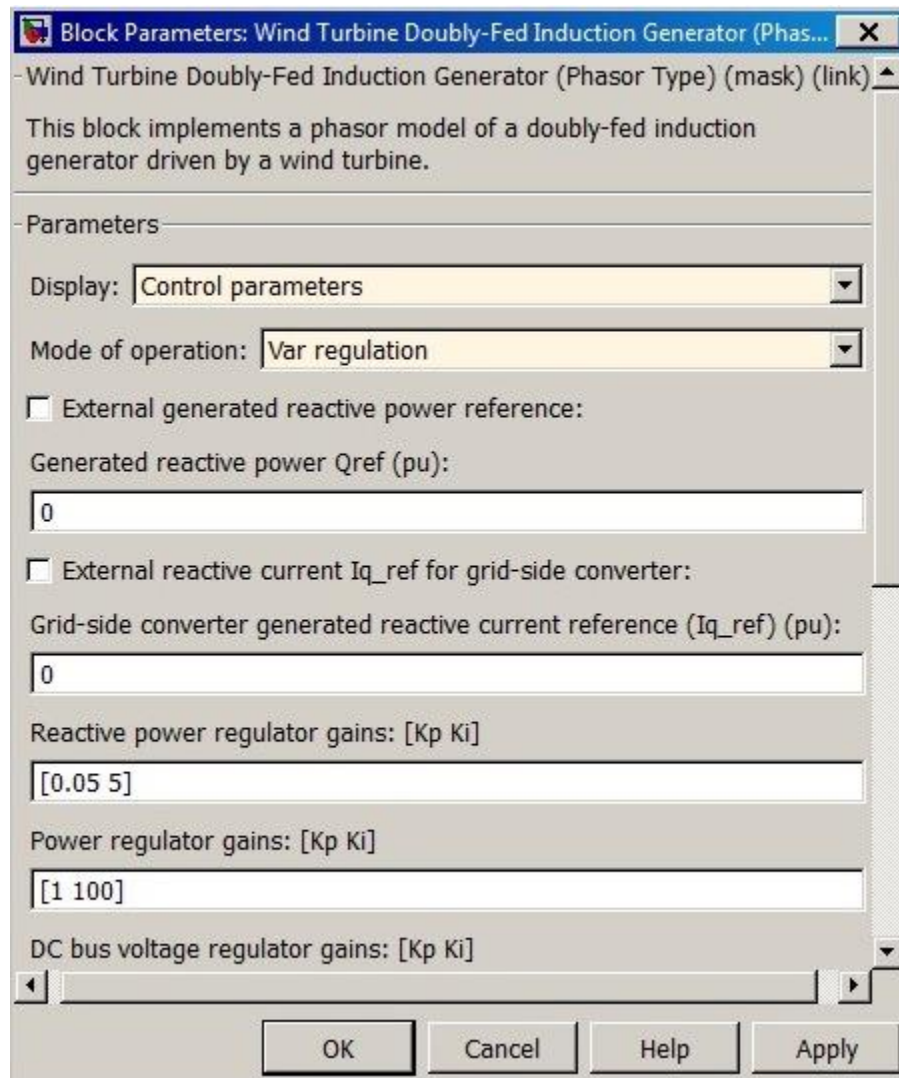 Block Parameters: Wind Turbine Doubly-Fed Induction Generator (Phas...
Wind Turbine Doubly-Fed Induction Generator (Phasor Type) (mask) (link)
This block implements a phasor model of a doubly-fed induction
generator driven by a wind turbine.
Parameters
Display: Control parameters
Mode of operation: Var regulation
External generated reactive power reference:
Generated reactive power Qref (pu):
0
External reactive current Iq_ref for grid-side converter:
Grid-side converter generated reactive current reference (Iq_ref) (pu):
0
Reactive power regulator gains: [Kp Ki]
[0.05 5]
Power regulator gains: [Kp Ki]
[1 100]
DC bus voltage regulator gains: [Kp Ki]
OK Cancel Help Apply